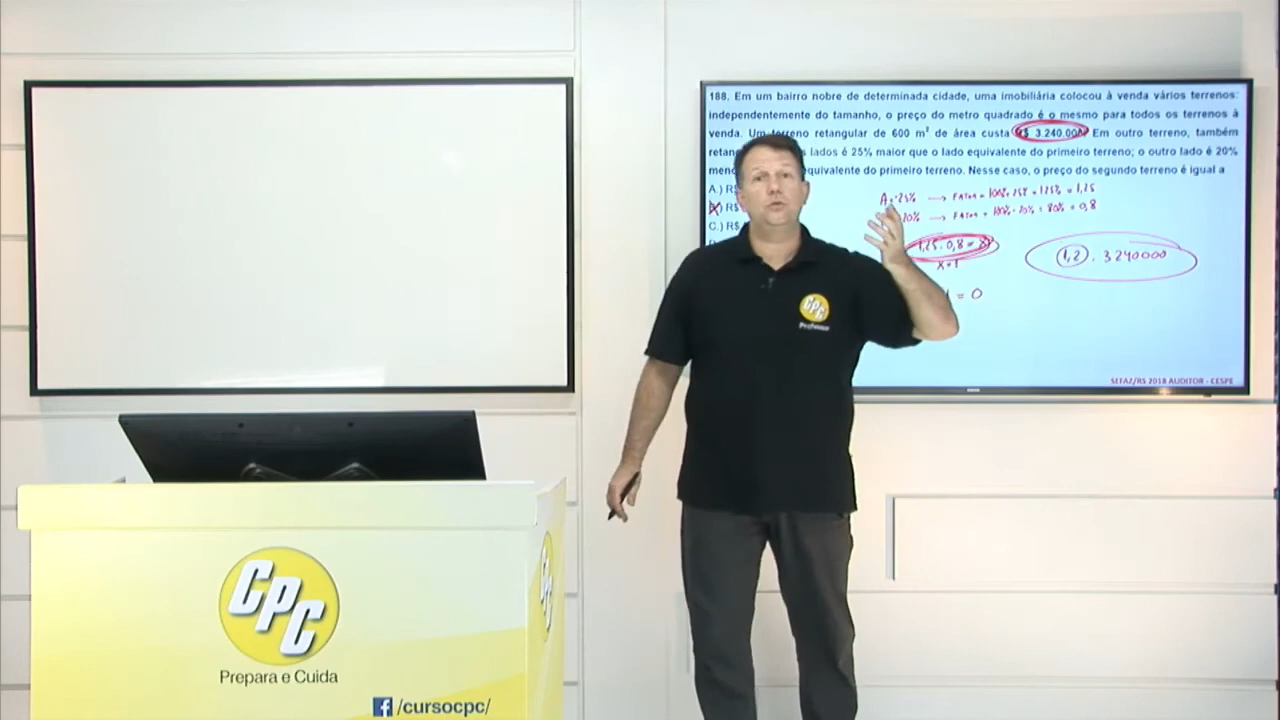 188. Em um bairro nobre de determinada cidade, uma imobiliária colocou à venda vários terrenos:
independentemente do tamanho, o preço do metro quadrado é o mesmo para todos os terrenos à
venda. Um terreno retangular de 600 m² de área custa R$ 3.240.000. Em outro terreno, também
lados é 25% maior que o lado equivalente do primeiro terreno; o outro lado é 20%
equivalente do primeiro terreno. Nesse caso, o preço do segundo terreno é igual a
A.) R$
A = +25% → FATOR = 100% + 25% = 125% = 1,25
) R$
20% → FATOR = 100% - 20% = 80% = 0,8
C.) R$
1,25 . 0,8 = X
X = 1
1,2 . 3240000
1 = 0
SEFAZ/RS 2018 AUDITOR - CESPE
CPC
Professor
CPC
Prepara e Cuida
f /cursocpc/